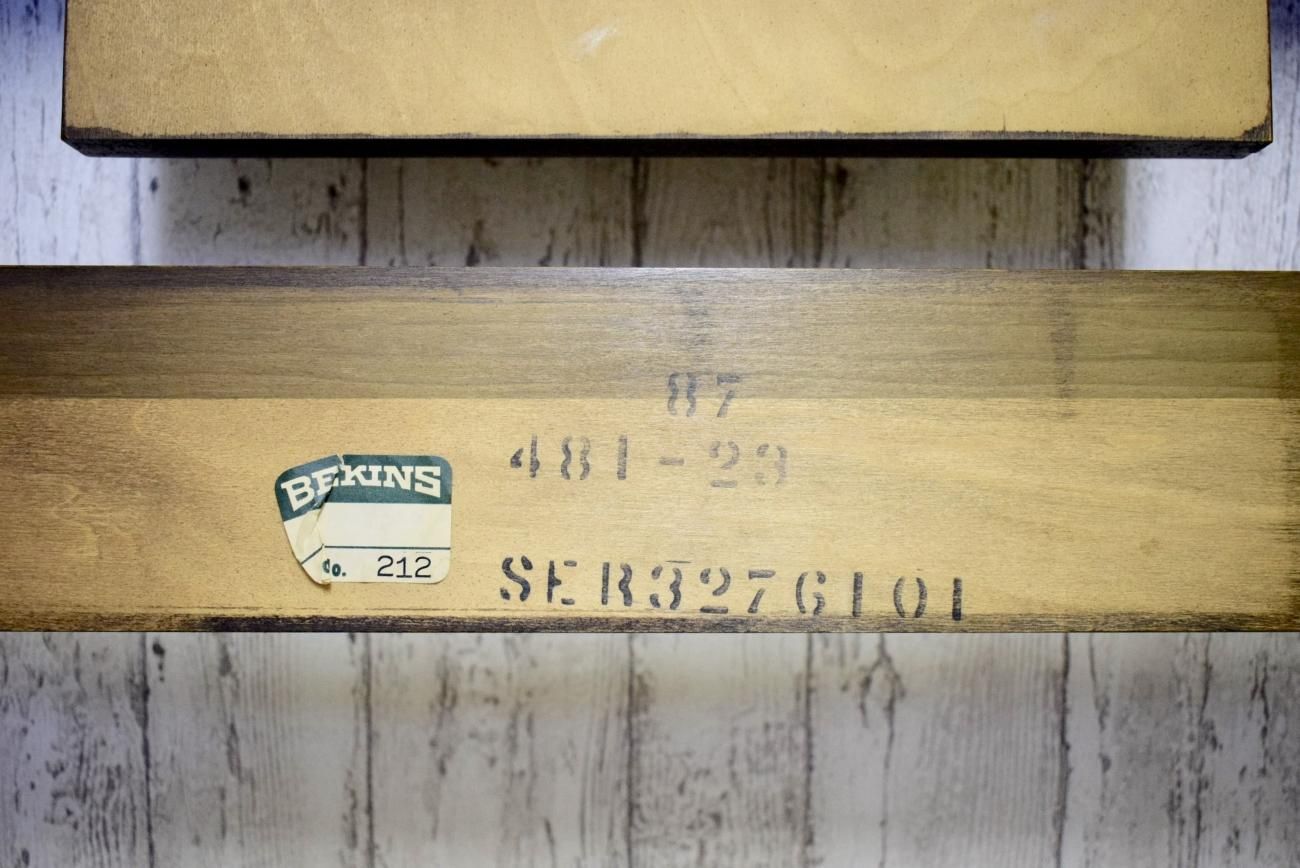 87
481-23
BEKINS
No. 212
SER3276101